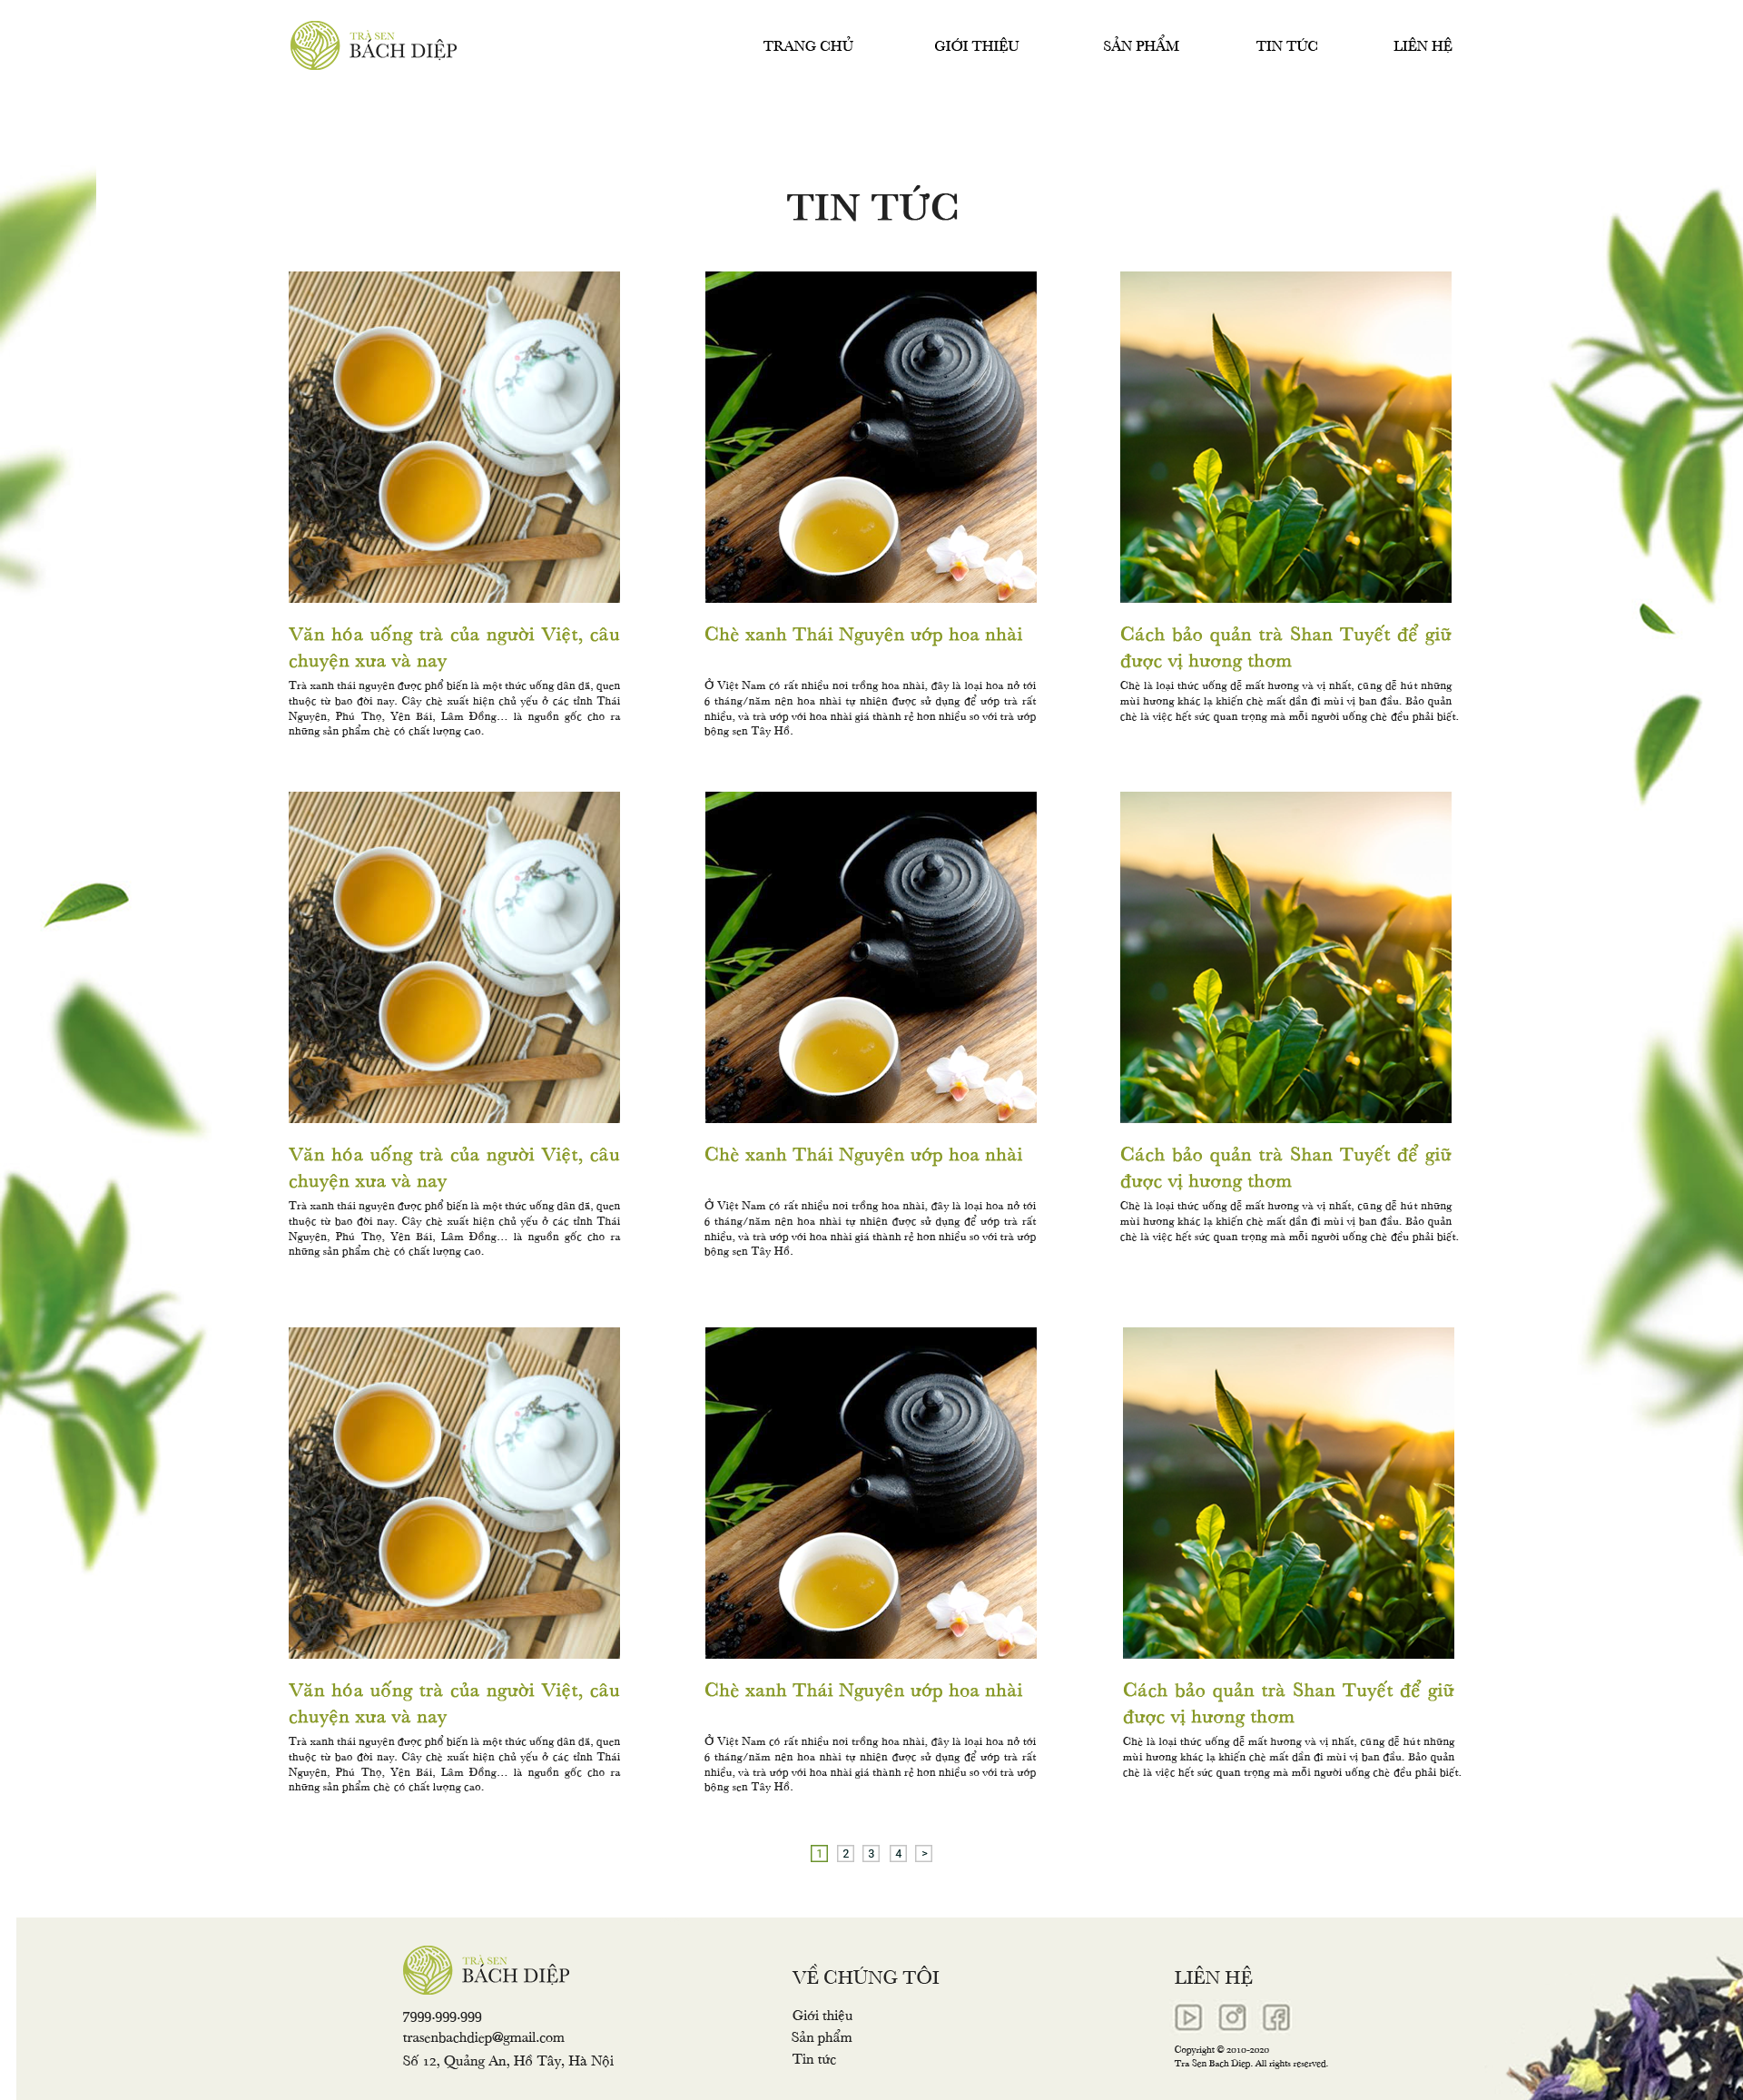 TRÀ SEN
BÁCH DIỆP
TRANG CHỦ
GIỚI THIỆU
SẢN PHẨM
TIN TỨC
LIÊN HỆ
TIN TỨC
Văn hóa uống trà của người Việt, câu
chuyện xưa và nay
Trà xanh thái nguyên được phổ biến là một thức uống dân dã, quen
thuộc từ bao đời nay. Cây chè xuất hiện chủ yếu ở các tỉnh Thái
Nguyên, Phú Thọ, Yên Bái, Lâm Đồng... là nguồn gốc cho ra
những sản phẩm chè có chất lượng cao.
Chè xanh Thái Nguyên ướp hoa nhài
Ở Việt Nam có rất nhiều nơi trồng hoa nhài, đây là loại hoa nở tới
6 tháng/năm nên hoa nhài tự nhiên được sử dụng để ướp trà rất
nhiều, và trà ướp với hoa nhài giá thành rẻ hơn nhiều so với trà ướp
bông sen Tây Hồ.
Cách bảo quản trà Shan Tuyết để giữ
được vị hương thơm
Chè là loại thức uống dễ mất hương và vị nhất, cũng dễ hút những
mùi hương khác lạ khiến chè mất dần đi mùi vị ban đầu. Bảo quản
chè là việc hết sức quan trọng mà mỗi người uống chè đều phải biết.
Văn hóa uống trà của người Việt, câu
chuyện xưa và nay
Trà xanh thái nguyên được phổ biến là một thức uống dân dã, quen
thuộc từ bao đời nay. Cây chè xuất hiện chủ yếu ở các tỉnh Thái
Nguyên, Phú Thọ, Yên Bái, Lâm Đồng... là nguồn gốc cho ra
những sản phẩm chè có chất lượng cao.
Chè xanh Thái Nguyên ướp hoa nhài
Ở Việt Nam có rất nhiều nơi trồng hoa nhài, đây là loại hoa nở tới
6 tháng/năm nên hoa nhài tự nhiên được sử dụng để ướp trà rất
nhiều, và trà ướp với hoa nhài giá thành rẻ hơn nhiều so với trà ướp
bông sen Tây Hồ.
Cách bảo quản trà Shan Tuyết để giữ
được vị hương thơm
Chè là loại thức uống dễ mất hương và vị nhất, cũng dễ hút những
mùi hương khác lạ khiến chè mất dần đi mùi vị ban đầu. Bảo quản
chè là việc hết sức quan trọng mà mỗi người uống chè đều phải biết.
Văn hóa uống trà của người Việt, câu
chuyện xưa và nay
Trà xanh thái nguyên được phổ biến là một thức uống dân dã, quen
thuộc từ bao đời nay. Cây chè xuất hiện chủ yếu ở các tỉnh Thái
Nguyên, Phú Thọ, Yên Bái, Lâm Đồng... là nguồn gốc cho ra
những sản phẩm chè có chất lượng cao.
Chè xanh Thái Nguyên ướp hoa nhài
Ở Việt Nam có rất nhiều nơi trồng hoa nhài, đây là loại hoa nở tới
6 tháng/năm nên hoa nhài tự nhiên được sử dụng để ướp trà rất
nhiều, và trà ướp với hoa nhài giá thành rẻ hơn nhiều so với trà ướp
bông sen Tây Hồ.
Cách bảo quản trà Shan Tuyết để giữ
được vị hương thơm
Chè là loại thức uống dễ mất hương và vị nhất, cũng dễ hút những
mùi hương khác lạ khiến chè mất dần đi mùi vị ban đầu. Bảo quản
chè là việc hết sức quan trọng mà mỗi người uống chè đều phải biết.
1 2 3 4 >
TRÀ SEN
BÁCH DIỆP
7999.999.999
trasenbachdiep@gmail.com
Số 12, Quảng An, Hồ Tây, Hà Nội
VỀ CHÚNG TÔI
Giới thiệu
Sản phẩm
Tin tức
LIÊN HỆ
Copyright © 2010-2020
Tra Sen Bach Diep. All rights reserved.